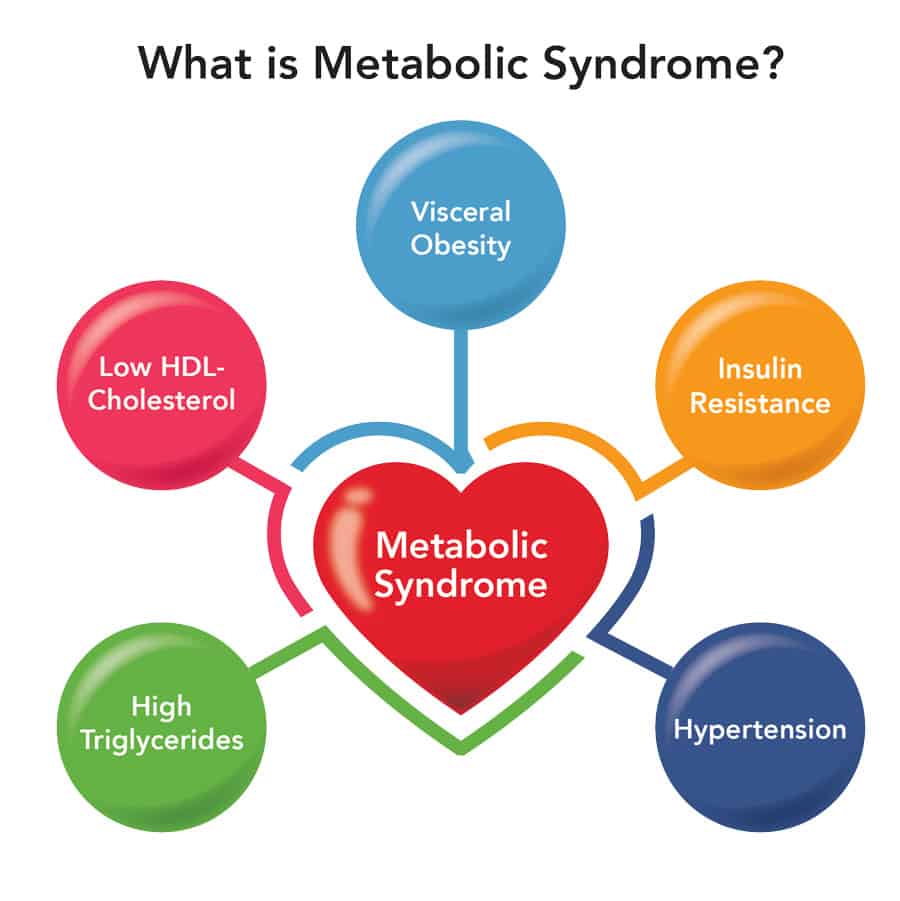 What is Metabolic Syndrome?
Visceral
Obesity
Low HDL-
Cholesterol
Insulin
Resistance
Metabolic
Syndrome
High
Triglycerides
Hypertension